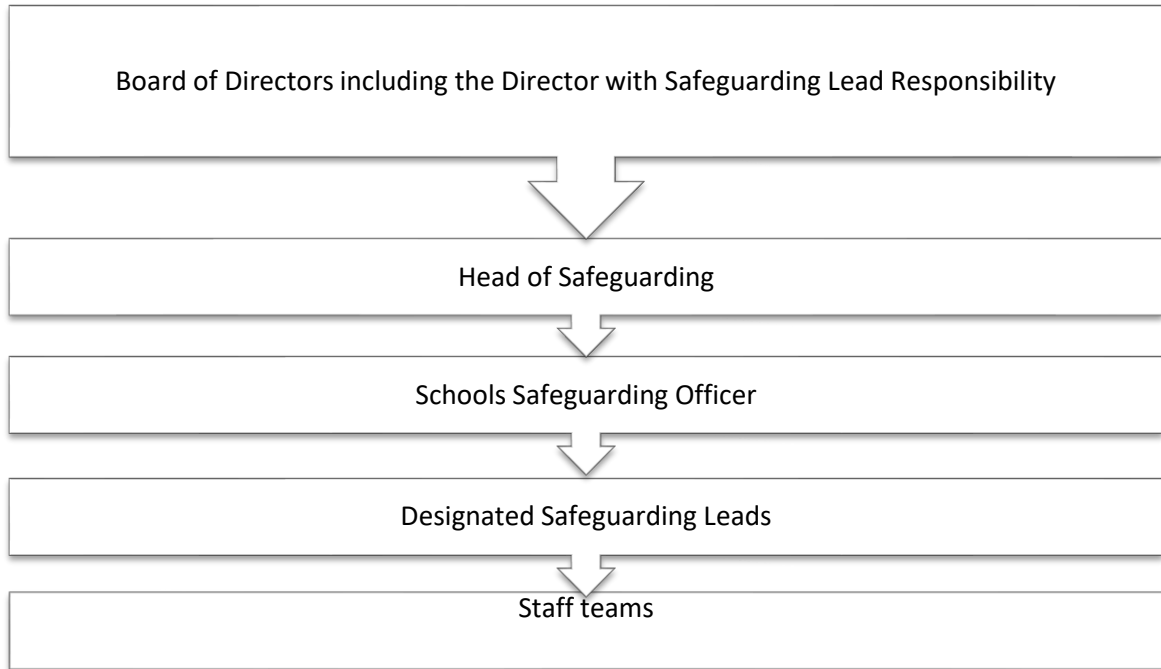 Board of Directors including the Director with Safeguarding Lead Responsibility
Head of Safeguarding
Schools Safeguarding Officer
Designated Safeguarding Leads
Staff teams